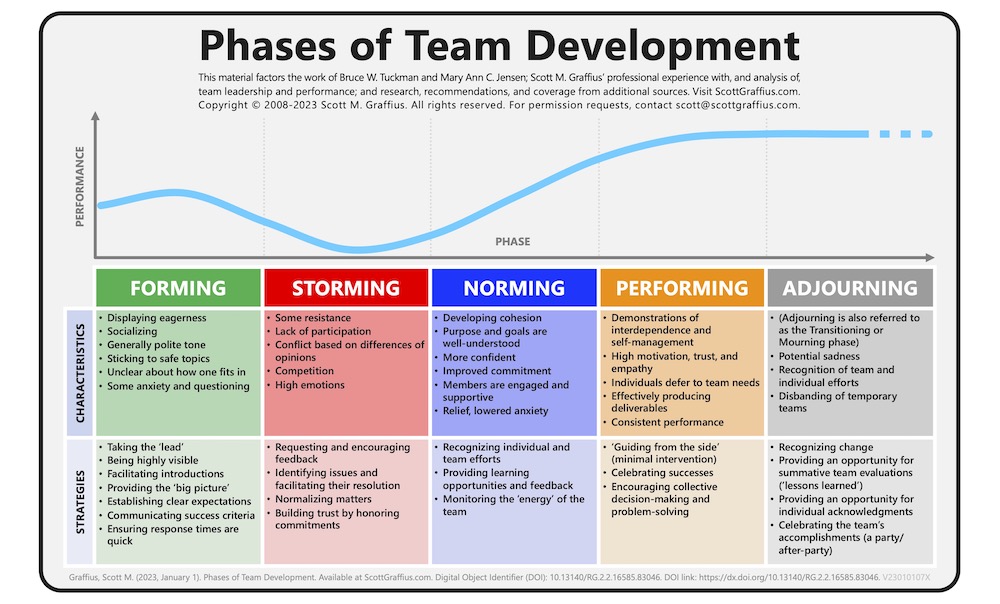 Phases of Team Development
This material factors the work of Bruce W. Tuckman and Mary Ann C. Jensen; Scott M. Graffius' professional experience with, and analysis of,
team leadership and performance; and research, recommendations, and coverage from additional sources. Visit ScottGraffius.com.
Copyright © 2008-2023 Scott M. Graffius. All rights reserved. For permission requests, contact scott@scottgraffius.com.
PERFORMANCE
PHASE
FORMING
STORMING
NORMING
PERFORMING
ADJOURNING
CHARACTERISTICS
• Displaying eagerness
• Socializing
• Generally polite tone
• Sticking to safe topics
• Unclear about how one fits in
• Some anxiety and questioning
• Some resistance
• Lack of participation
• Conflict based on differences of
opinions
• Competition
• High emotions
• Developing cohesion
• Purpose and goals are
well-understood
• More confident
• Improved commitment
• Members are engaged and
supportive
• Relief, lowered anxiety
• Demonstrations of
interdependence and
self-management
• High motivation, trust, and
empathy
• Individuals defer to team needs
• Effectively producing
deliverables
• Consistent performance
• (Adjourning is also referred to
as the Transitioning or
Mourning phase)
• Potential sadness
• Recognition of team and
individual efforts
• Disbanding of temporary
teams
STRATEGIES
• Taking the 'lead'
• Being highly visible
• Facilitating introductions
• Providing the 'big picture'
• Establishing clear expectations
• Communicating success criteria
• Ensuring response times are
quick
• Requesting and encouraging
feedback
• Identifying issues and
facilitating their resolution
• Normalizing matters
• Building trust by honoring
commitments
• Recognizing individual and
team efforts
• Providing learning
opportunities and feedback
• Monitoring the 'energy' of the
team
• 'Guiding from the side'
(minimal intervention)
• Celebrating successes
• Encouraging collective
decision-making and
problem-solving
• Recognizing change
• Providing an opportunity for
summative team evaluations
('lessons learned')
• Providing an opportunity for
individual acknowledgments
• Celebrating the team's
accomplishments (a party/
after-party)
Graffius, Scott M. (2023, January 1). Phases of Team Development. Available at ScottGraffius.com. Digital Object Identifier (DOI): 10.13140/RG.2.2.16585.83046. DOI link: https://dx.doi.org/10.13140/RG.2.2.16585.83046. V23010107X